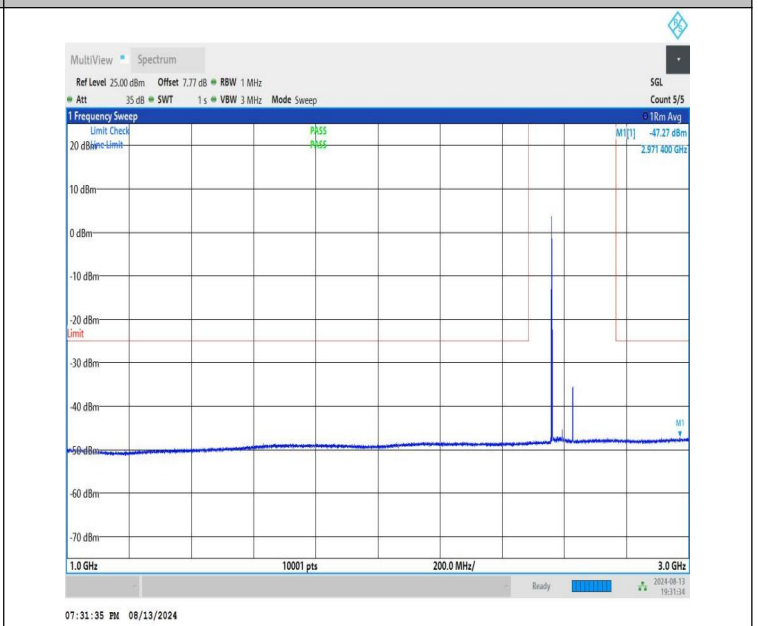 MultiView Spectrum
Ref Level 25.00 dBm Offset 7.77 dB RBW 1 MHz SGL
Att 35 dB SWT 1 s VBW 3 MHz Mode Sweep Count 5/5
1 Frequency Sweep 1Rm Avg
Limit Check PASS M1[1] -47.27 dBm
20 dBm Line Limit PASS 2.971 400 GHz
10 dBm
0 dBm
-10 dBm
-20 dBm
Limit
-30 dBm
-40 dBm
M1
-50 dBm
-60 dBm
-70 dBm
1.0 GHz 10001 pts 200.0 MHz/ 3.0 GHz
Ready 2024-08-13
19:31:34
07:31:35 PM 08/13/2024